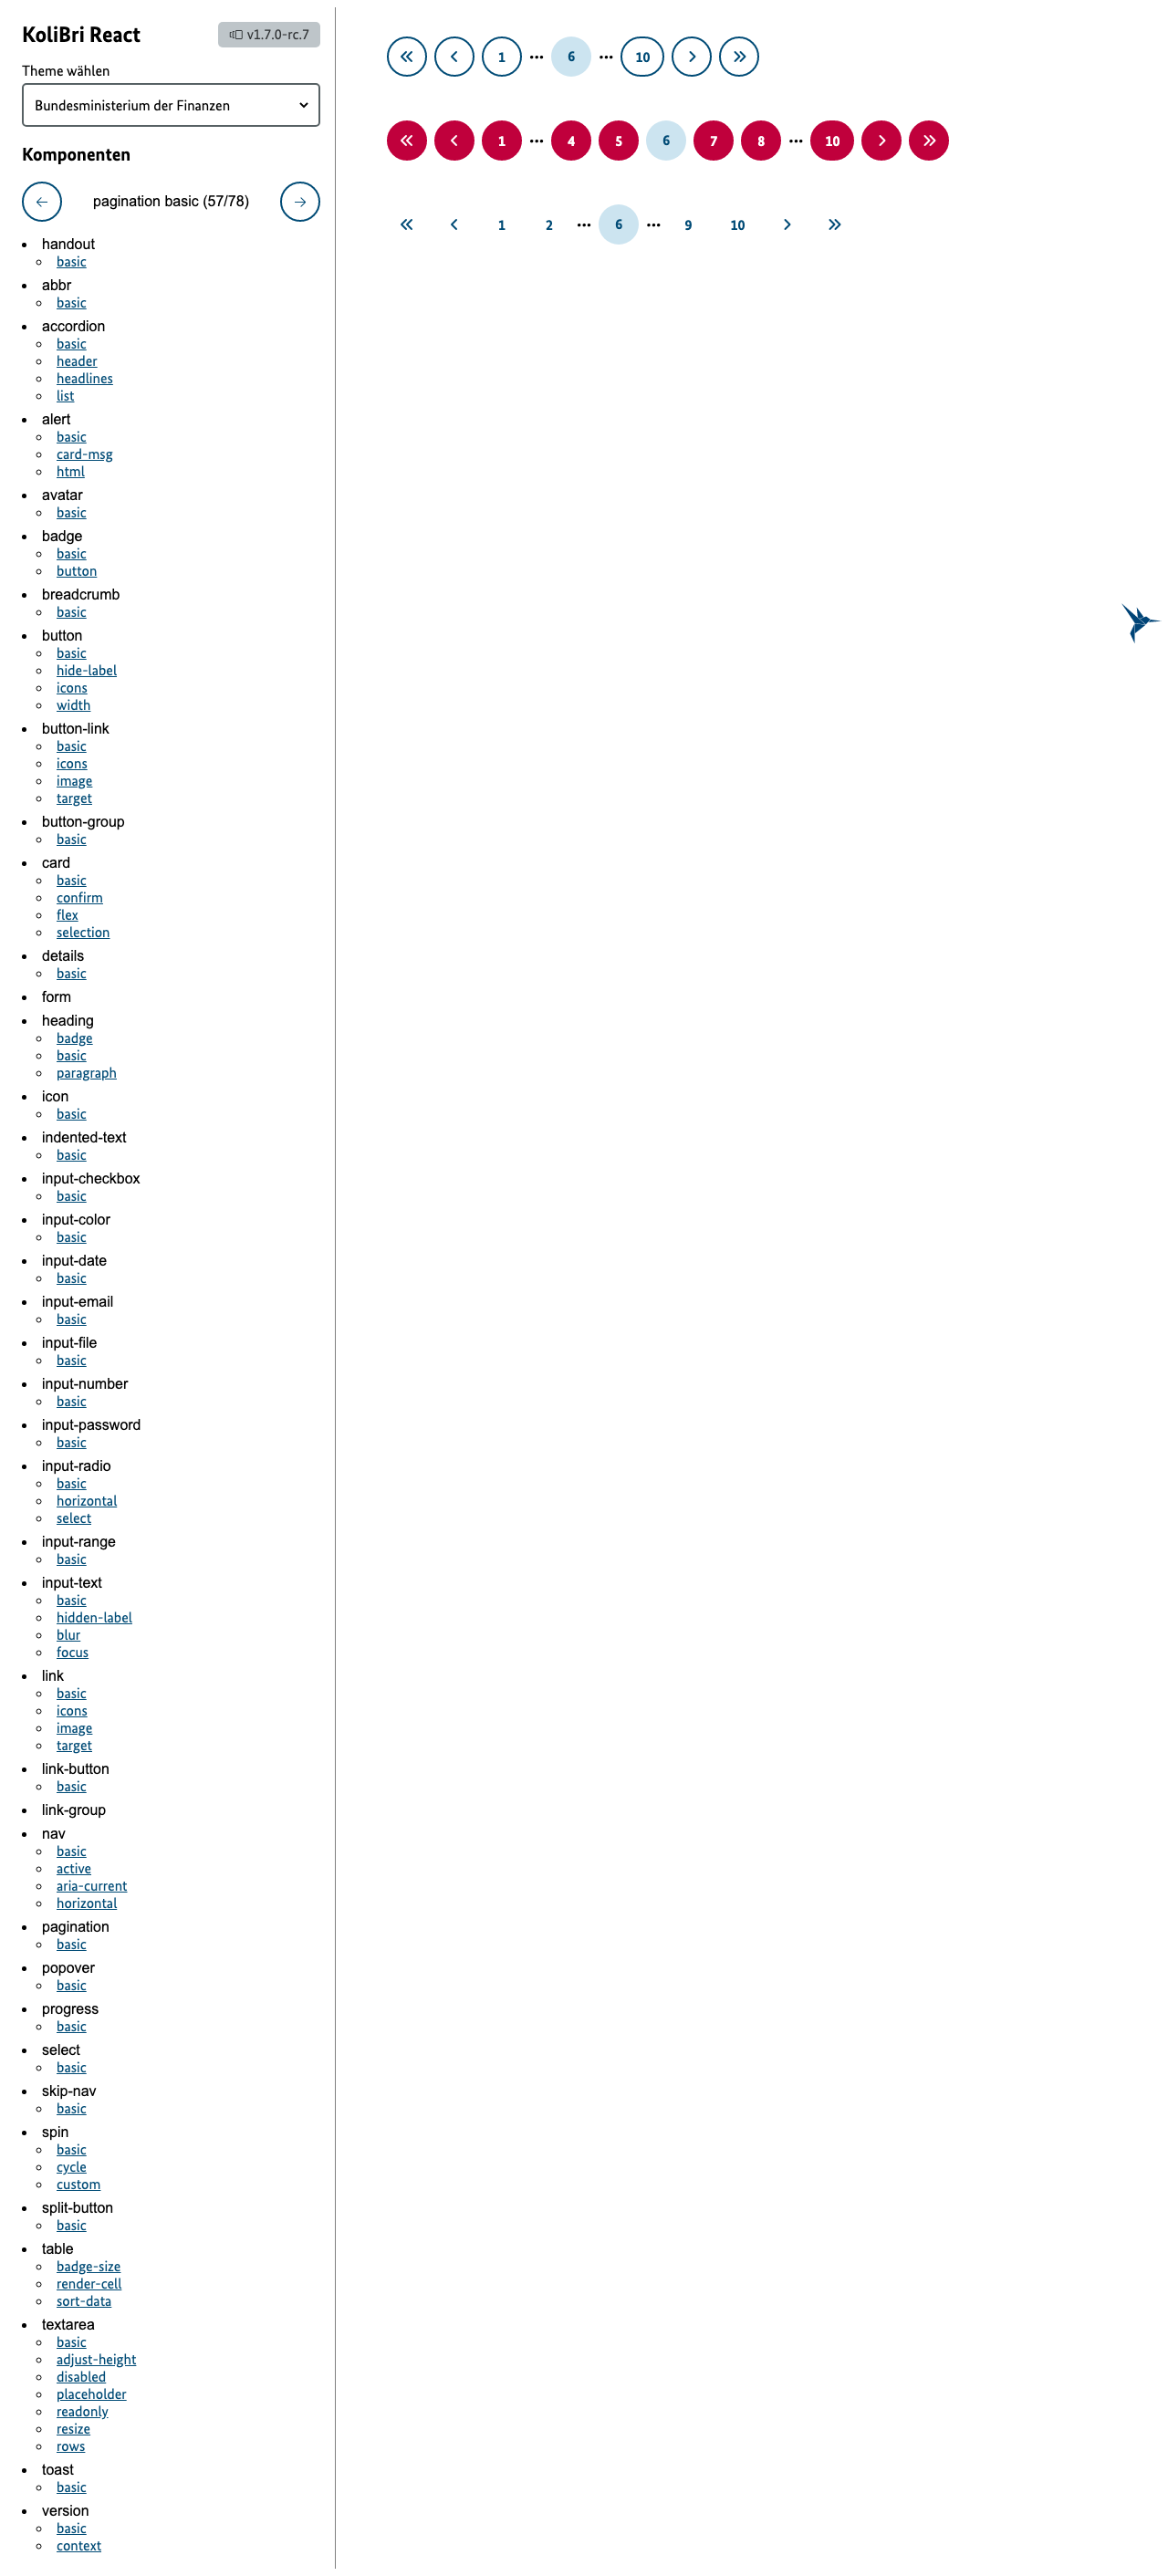 KoliBri React
v1.7.0-rc.7
Theme wählen
Bundesministerium der Finanzen
Komponenten
pagination basic (57/78)
handout
basic
abbr
basic
accordion
basic
header
headlines
list
alert
basic
card-msg
html
avatar
basic
badge
basic
button
breadcrumb
basic
button
basic
hide-label
icons
width
button-link
basic
icons
image
target
button-group
basic
card
basic
confirm
flex
selection
details
basic
form
heading
badge
basic
paragraph
icon
basic
indented-text
basic
input-checkbox
basic
input-color
basic
input-date
basic
input-email
basic
input-file
basic
input-number
basic
input-password
basic
input-radio
basic
horizontal
select
input-range
basic
input-text
basic
hidden-label
blur
focus
link
basic
icons
image
target
link-button
basic
link-group
nav
basic
active
aria-current
horizontal
pagination
basic
popover
basic
progress
basic
select
basic
skip-nav
basic
spin
basic
cycle
custom
split-button
basic
table
badge-size
render-cell
sort-data
textarea
basic
adjust-height
disabled
placeholder
readonly
resize
rows
toast
basic
version
basic
context
1 ••• 6 ••• 10
1 ••• 4 5 6 7 8 ••• 10
1 2 ••• 6 ••• 9 10